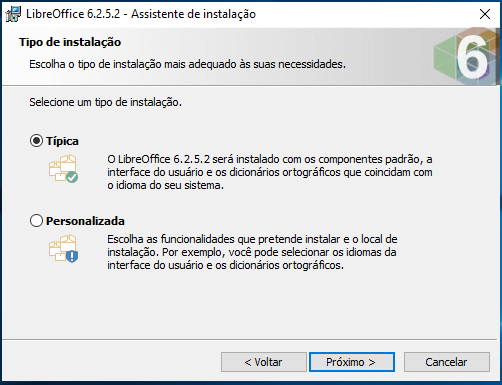 LibreOffice 6.2.5.2 - Assistente de instalação
Tipo de instalação
Escolha o tipo de instalação mais adequado às suas necessidades.
6
Selecione um tipo de instalação.
Típica
O LibreOffice 6.2.5.2 será instalado com os componentes padrão, a
interface do usuário e os dicionários ortográficos que coincidam com
o idioma do seu sistema.
Personalizada
Escolha as funcionalidades que pretende instalar e o local de
instalação. Por exemplo, você pode selecionar os idiomas da
interface do usuário e os dicionários ortográficos.
< Voltar
Próximo >
Cancelar